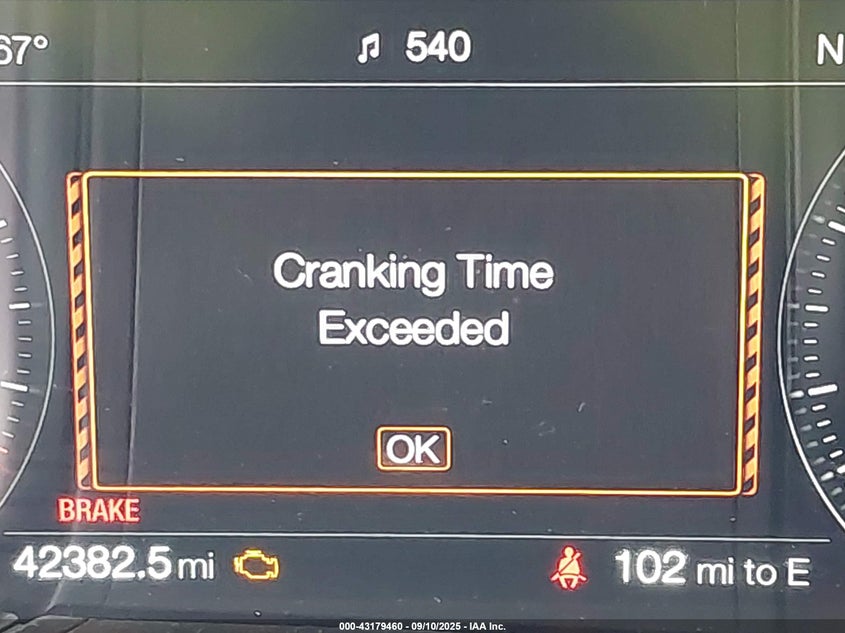 67°
540
N
Cranking Time
Exceeded
OK
BRAKE
42382.5 mi
102 mi to E
000-43179460 - 09/10/2025 - IAA Inc.